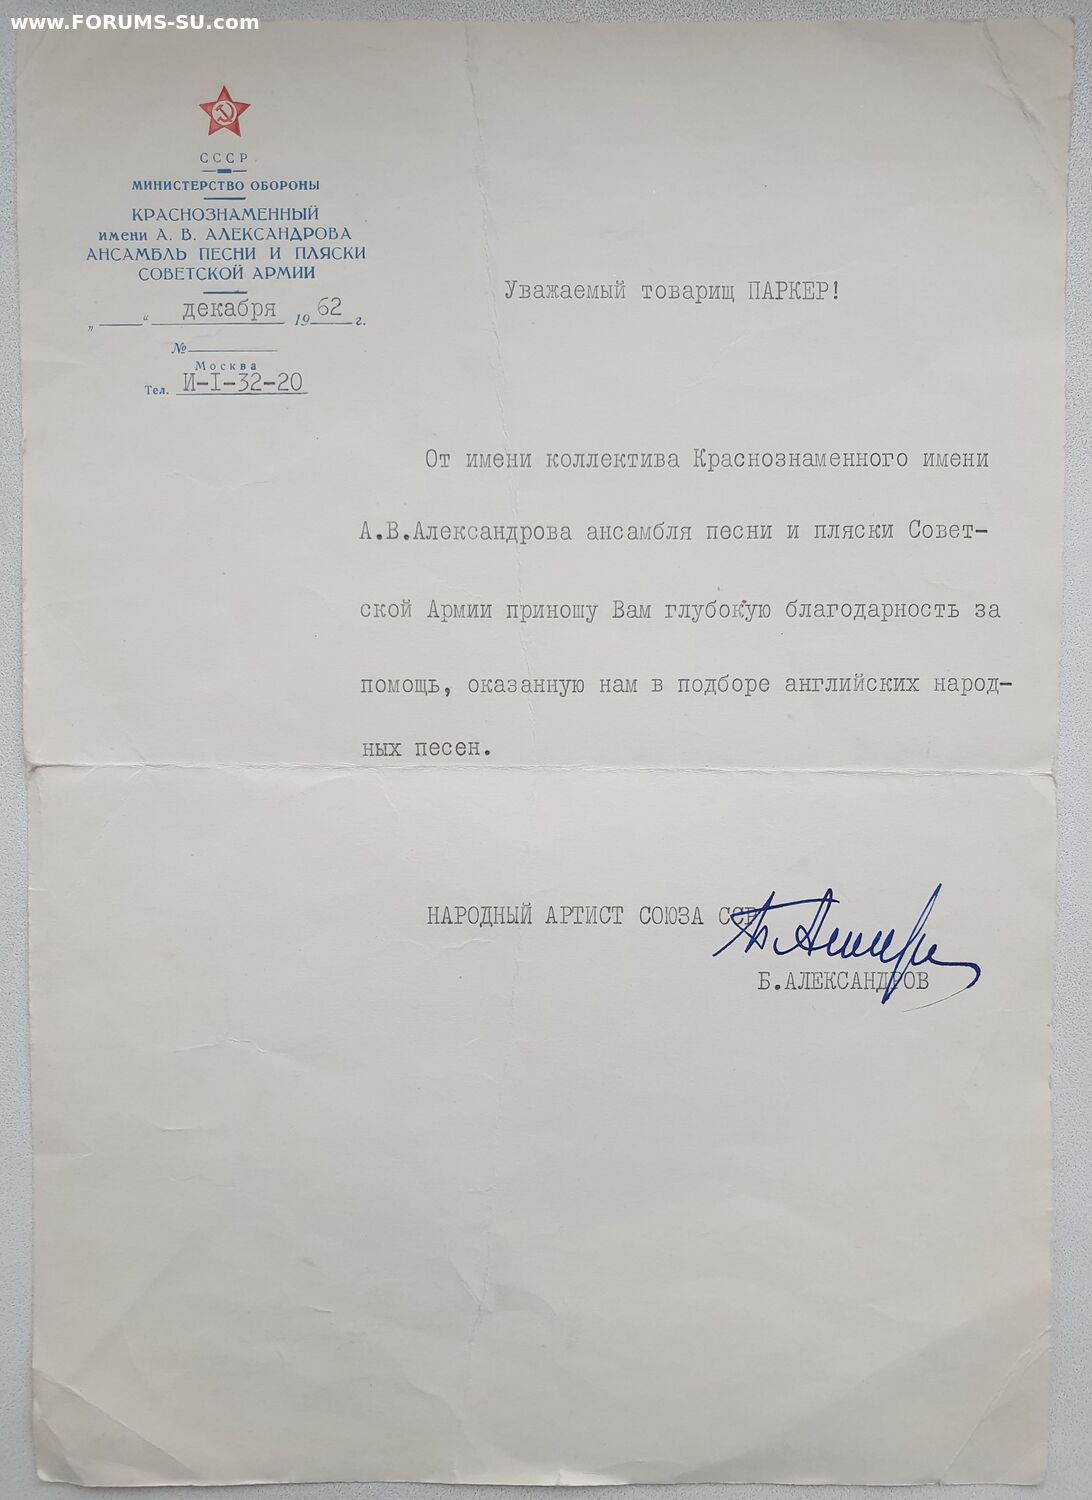 www.FORUMS-SU.com
СССР
МИНИСТЕРСТВО ОБОРОНЫ
КРАСНОЗНАМЕННЫЙ
имени А. В. АЛЕКСАНДРОВА
АНСАМБЛЬ ПЕСНИ И ПЛЯСКИ
СОВЕТСКОЙ АРМИИ
„ “ декабря 1962 г.
№
Москва
Тел. И-I-32-20
Уважаемый товарищ ПАРКЕР!
От имени коллектива Краснознаменного имени
А.В.Александрова ансамбля песни и пляски Совет-
ской Армии приношу Вам глубокую благодарность за
помощь, оказанную нам в подборе английских народ-
ных песен.
НАРОДНЫЙ АРТИСТ СОЮЗА ССР
Б.АЛЕКСАНДРОВ